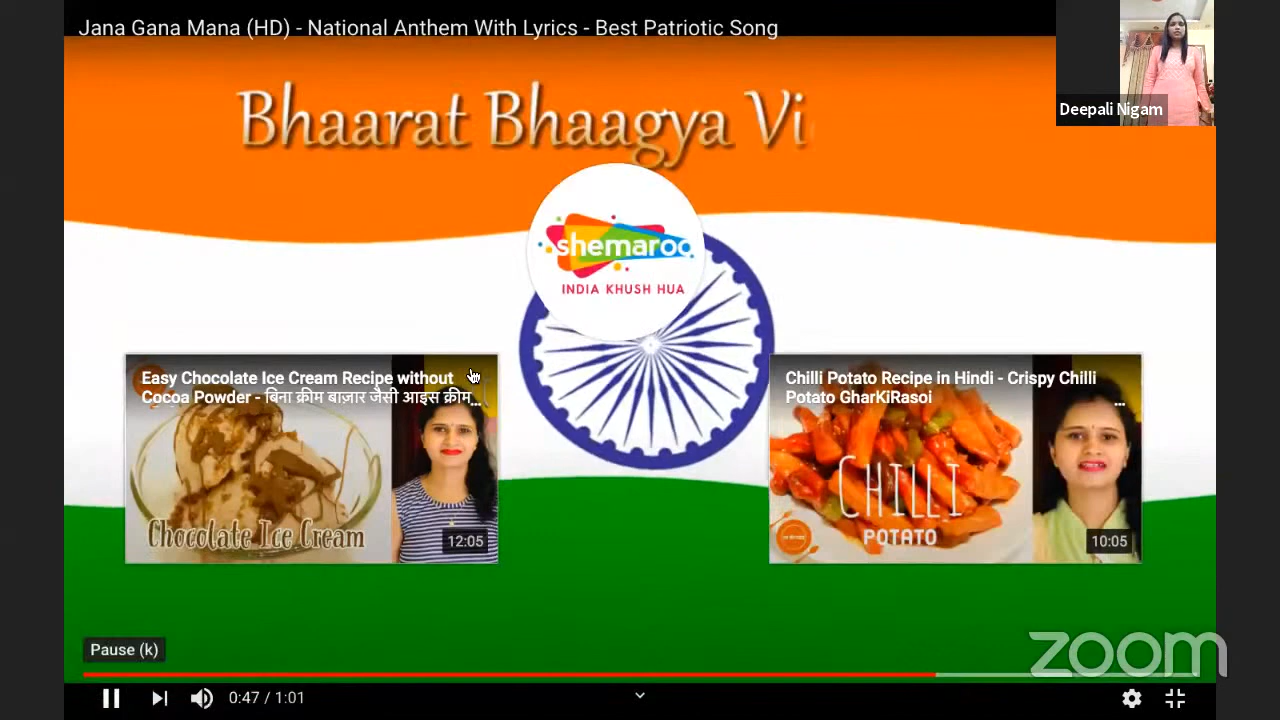 Jana Gana Mana (HD) - National Anthem With Lyrics - Best Patriotic Song
Deepali Nigam
Bhaarat Bhaagya Vi
shemaroo
INDIA KHUSH HUA
Easy Chocolate Ice Cream Recipe without
Cocoa Powder - बिना क्रीम बाज़ार जैसी आइस क्रीम...
Chocolate Ice Cream
12:05
Chilli Potato Recipe in Hindi - Crispy Chilli
Potato GharKiRasoi
...
CHILLI
POTATO
10:05
Pause (k)
zoom
0:47 / 1:01